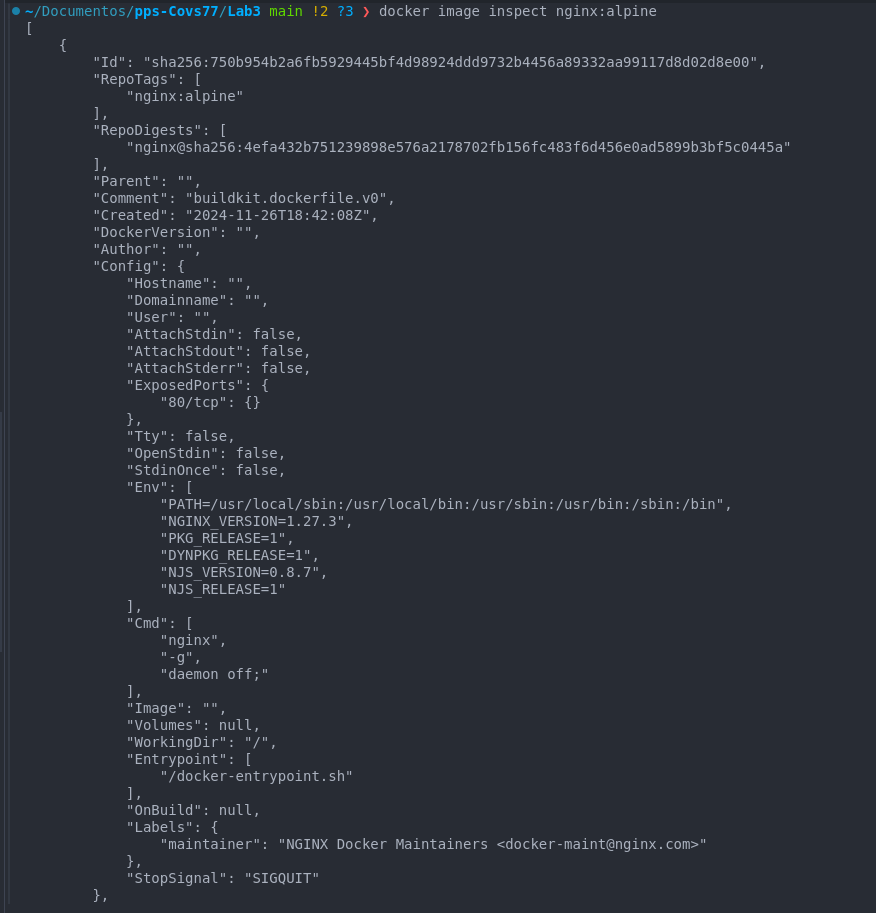 ~/Documentos/pps-Covs77/Lab3 main !2 ?3 ❯ docker image inspect nginx:alpine
[
    {
        "Id": "sha256:750b954b2a6fb5929445bf4d98924ddd9732b4456a89332aa99117d8d02d8e00",
        "RepoTags": [
            "nginx:alpine"
        ],
        "RepoDigests": [
            "nginx@sha256:4efa432b751239898e576a2178702fb156fc483f6d456e0ad5899b3bf5c0445a"
        ],
        "Parent": "",
        "Comment": "buildkit.dockerfile.v0",
        "Created": "2024-11-26T18:42:08Z",
        "DockerVersion": "",
        "Author": "",
        "Config": {
            "Hostname": "",
            "Domainname": "",
            "User": "",
            "AttachStdin": false,
            "AttachStdout": false,
            "AttachStderr": false,
            "ExposedPorts": {
                "80/tcp": {}
            },
            "Tty": false,
            "OpenStdin": false,
            "StdinOnce": false,
            "Env": [
                "PATH=/usr/local/sbin:/usr/local/bin:/usr/sbin:/usr/bin:/sbin:/bin",
                "NGINX_VERSION=1.27.3",
                "PKG_RELEASE=1",
                "DYNPKG_RELEASE=1",
                "NJS_VERSION=0.8.7",
                "NJS_RELEASE=1"
            ],
            "Cmd": [
                "nginx",
                "-g",
                "daemon off;"
            ],
            "Image": "",
            "Volumes": null,
            "WorkingDir": "/",
            "Entrypoint": [
                "/docker-entrypoint.sh"
            ],
            "OnBuild": null,
            "Labels": {
                "maintainer": "NGINX Docker Maintainers <docker-maint@nginx.com>"
            },
            "StopSignal": "SIGQUIT"
        },